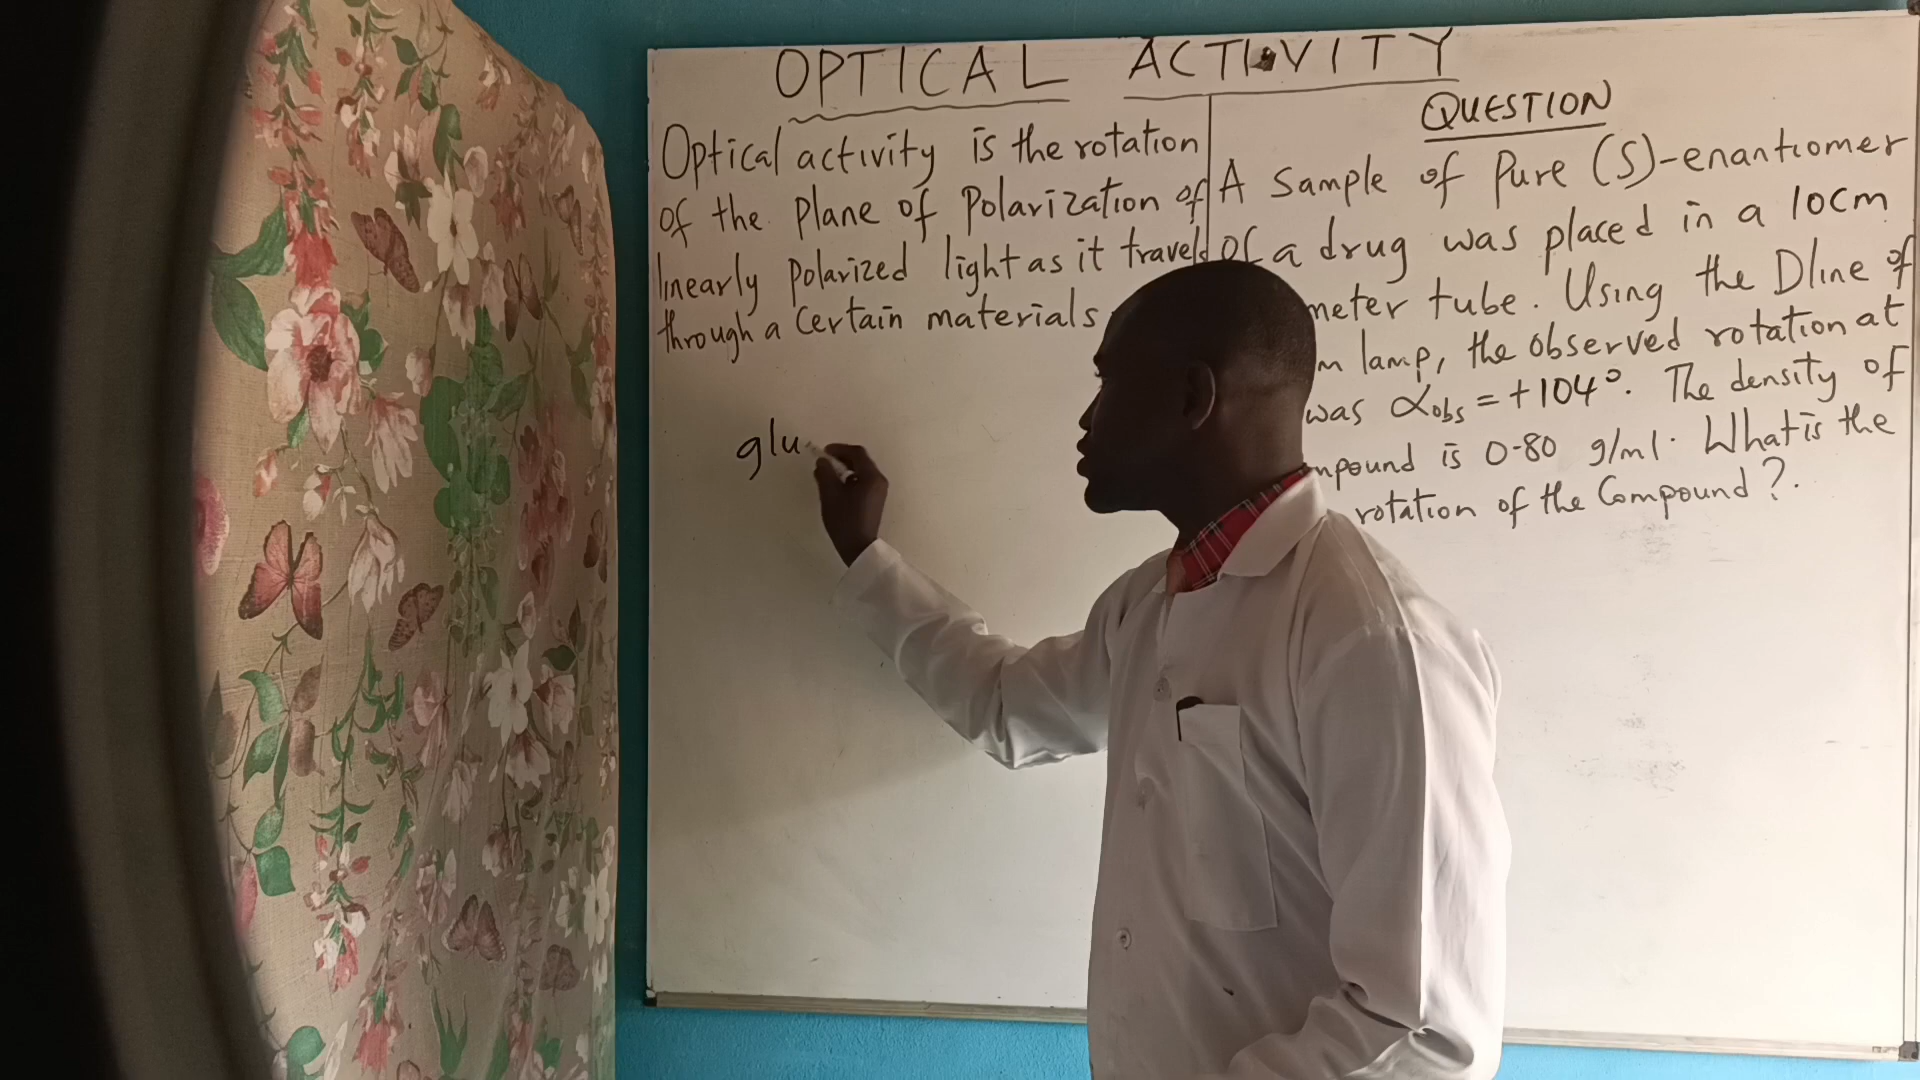 OPTICAL ACTIVITY
Optical activity is the rotation
of the plane of Polarization of
linearly polarized light as it travels
through a certain materials
glu
QUESTION
A sample of Pure (S)-enantiomer
of a drug was placed in a 10cm
meter tube. Using the Dline of
m lamp, the observed rotation at
was αobs = +104°. The density of
mpound is 0.80 g/ml. What is the
rotation of the Compound?.